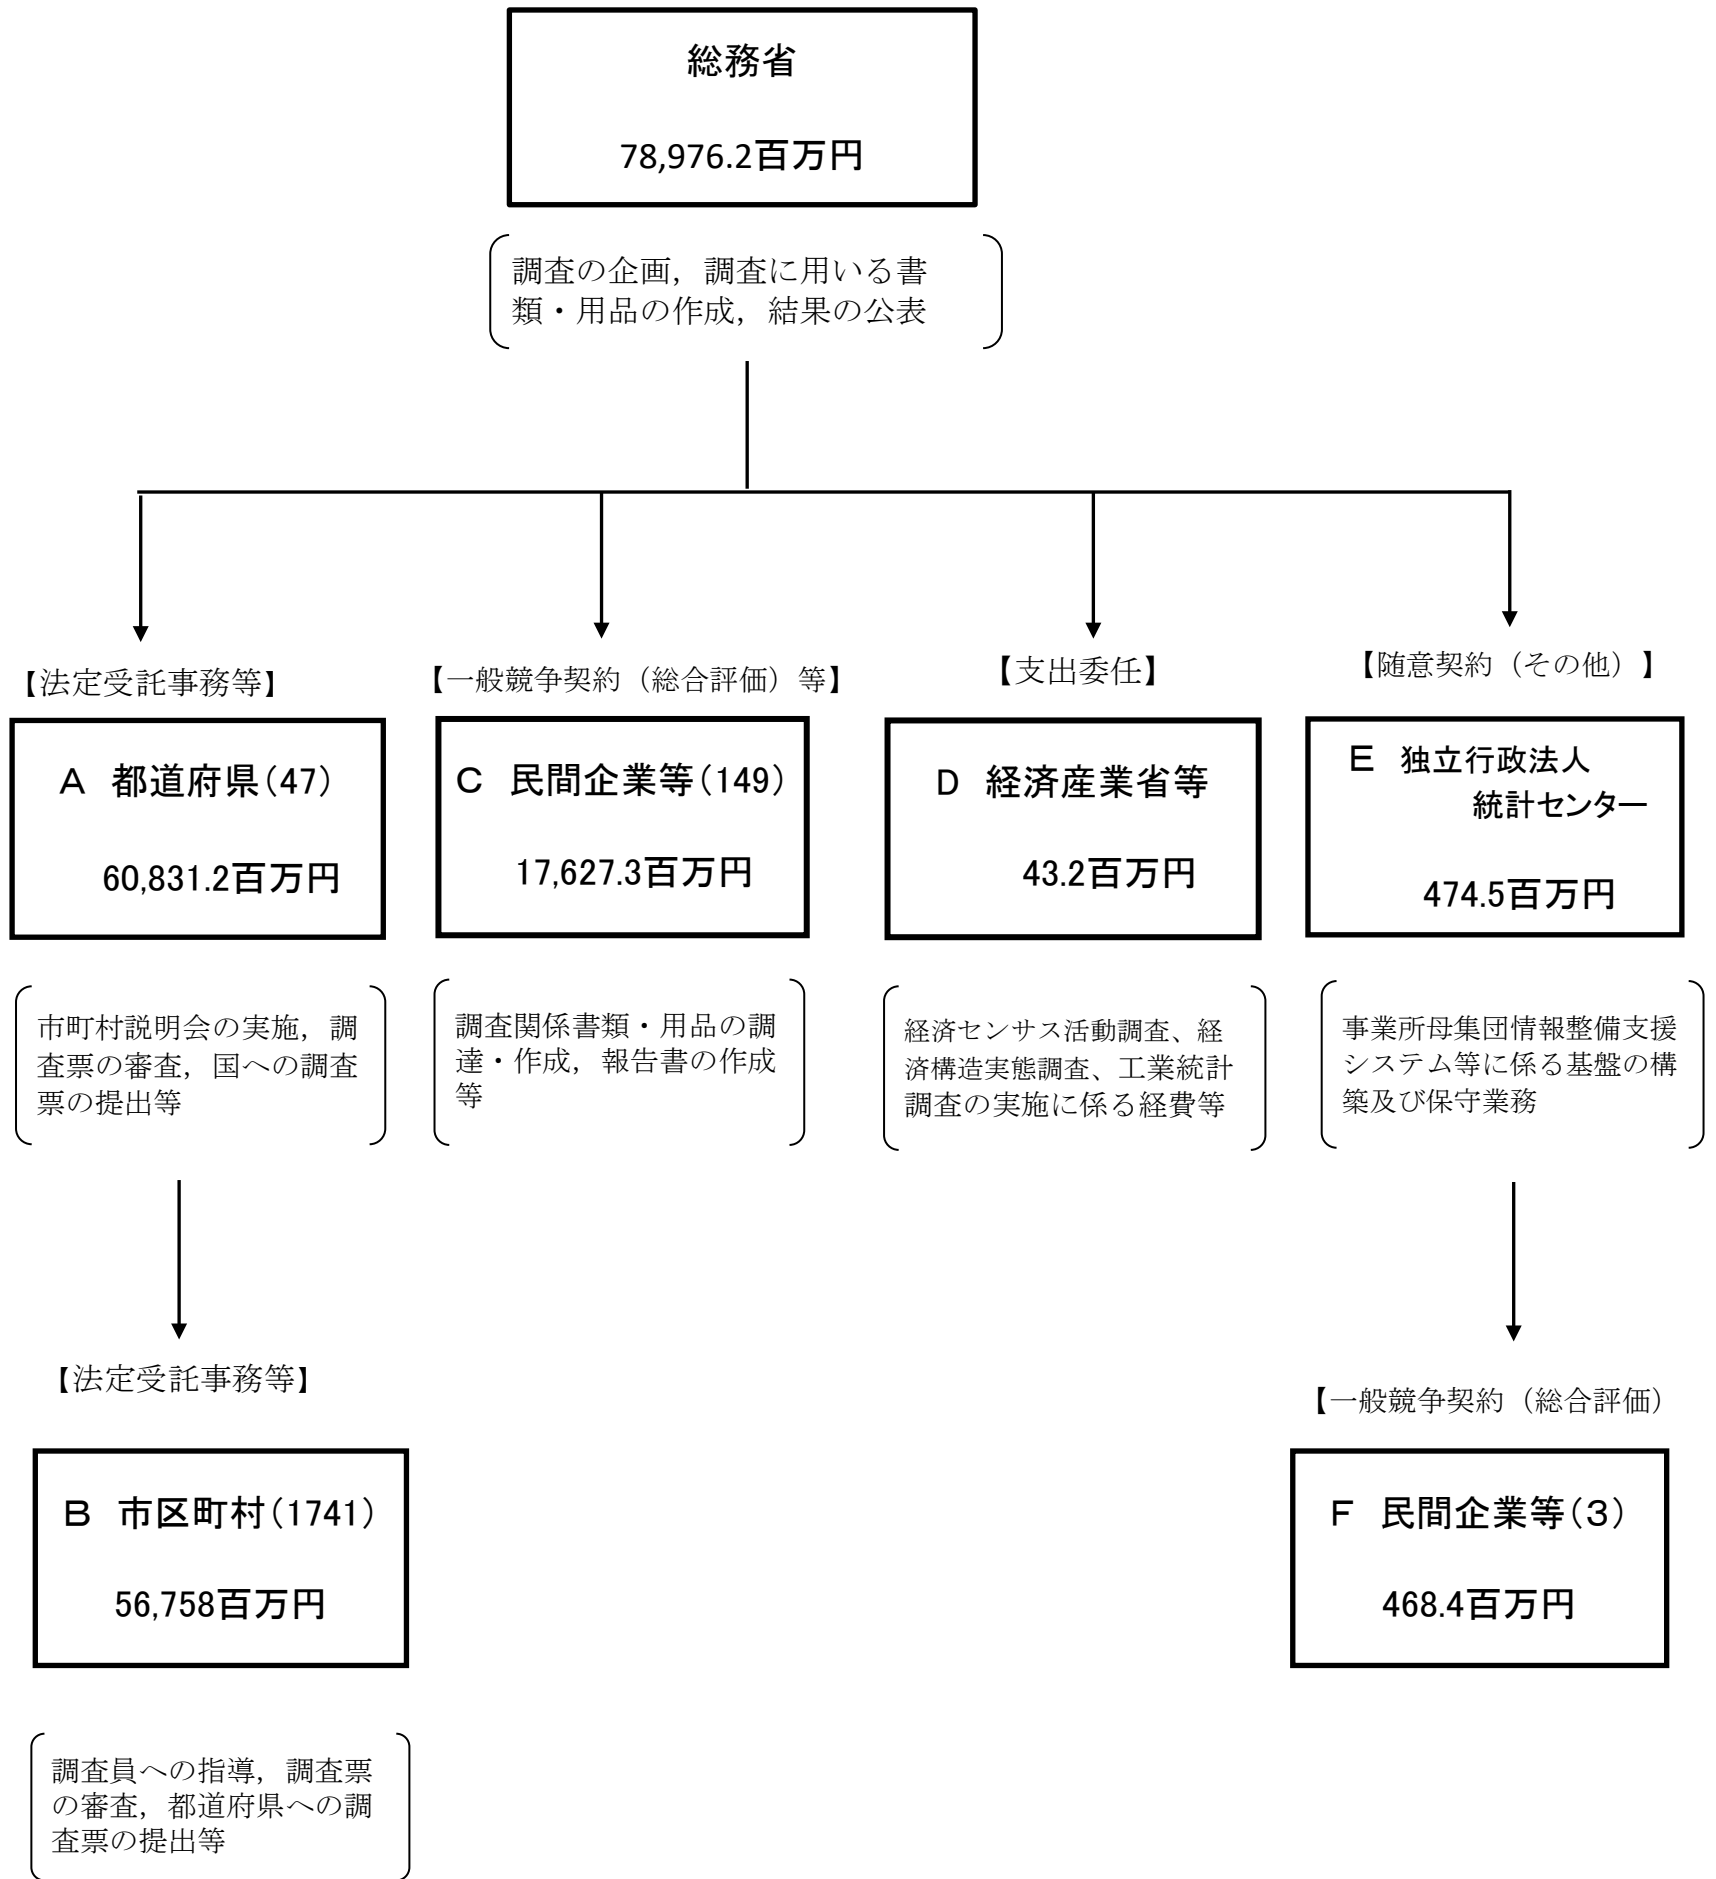 総務省
78,976.2百万円
調査の企画，調査に用いる書
類・用品の作成，結果の公表
【法定受託事務等】
A 都道府県(47)
60,831.2百万円
市町村説明会の実施，調
査票の審査，国への調査
票の提出等
【一般競争契約（総合評価）等】
C 民間企業等(149)
17,627.3百万円
調査関係書類・用品の調
達・作成，報告書の作成
等
【支出委任】
D 経済産業省等
43.2百万円
経済センサス活動調査、経
済構造実態調査、工業統計
調査の実施に係る経費等
【随意契約（その他）】
E 独立行政法人
統計センター
474.5百万円
事業所母集団情報整備支援
システム等に係る基盤の構
築及び保守業務
【法定受託事務等】
B 市区町村(1741)
56,758百万円
調査員への指導，調査票
の審査，都道府県への調
査票の提出等
【一般競争契約（総合評価）
F 民間企業等(３)
468.4百万円